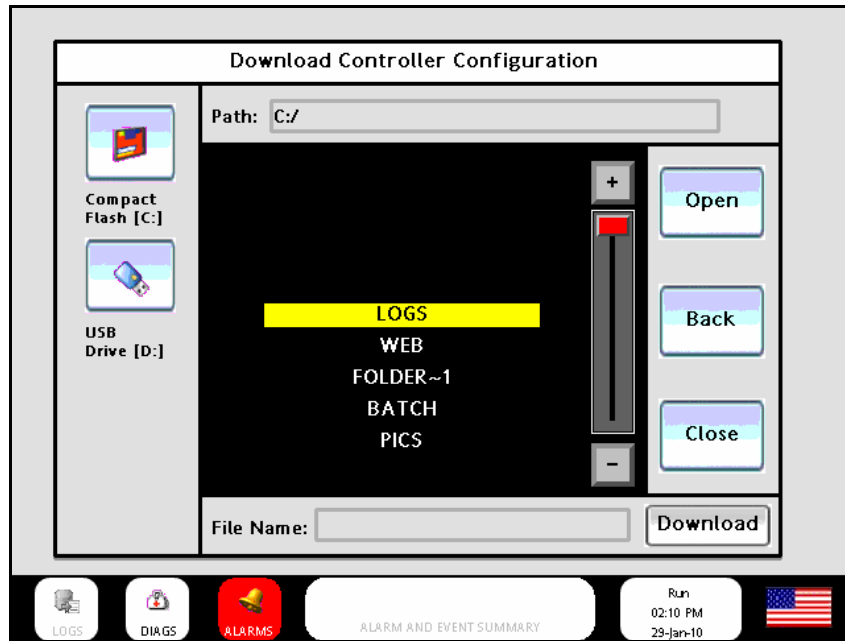 Download Controller Configuration
Path: C:/
Compact
Flash [C:]
USB
Drive [D:]
+
LOGS
WEB
FOLDER~1
BATCH
PICS
-
Open
Back
Close
File Name:
Download
LOGS
DIAGS
ALARMS
ALARM AND EVENT SUMMARY
Run
02:10 PM
29-Jan-10